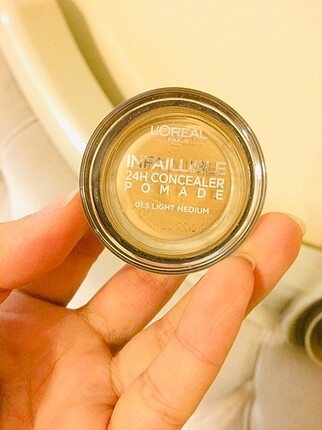 L'ORÉAL
PARIS
INFAILLIBLE
24H CONCEALER
POMADE
01.5 LIGHT MEDIUM